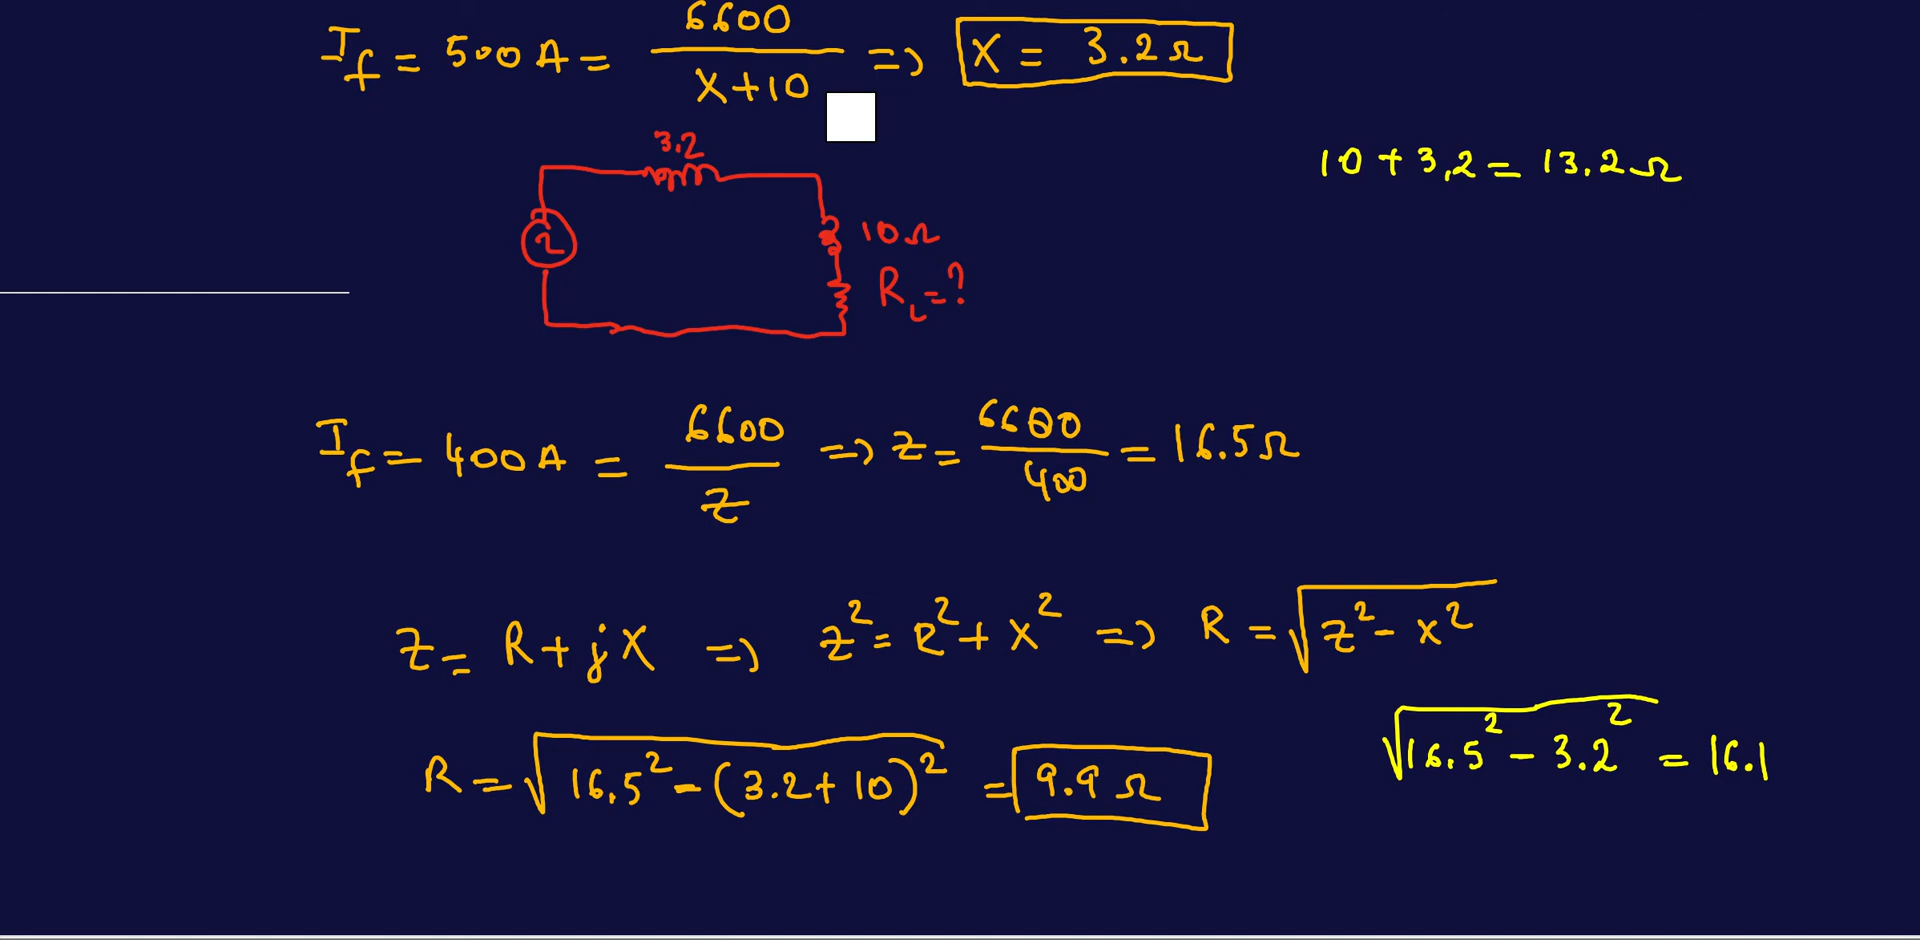 I_f = 500 A = 6600 / (X + 10) => X = 3.2 Ω
3.2
10 + 3.2 = 13.2 Ω
10 Ω
R_L = ?
I_f = 400 A = 6600 / Z => Z = 6600 / 400 = 16.5 Ω
Z = R + jX => Z² = R² + X² => R = √(Z² - X²)
√(16.5² - 3.2²) = 16.1
R = √(16.5² - (3.2 + 10)²) = 9.9 Ω